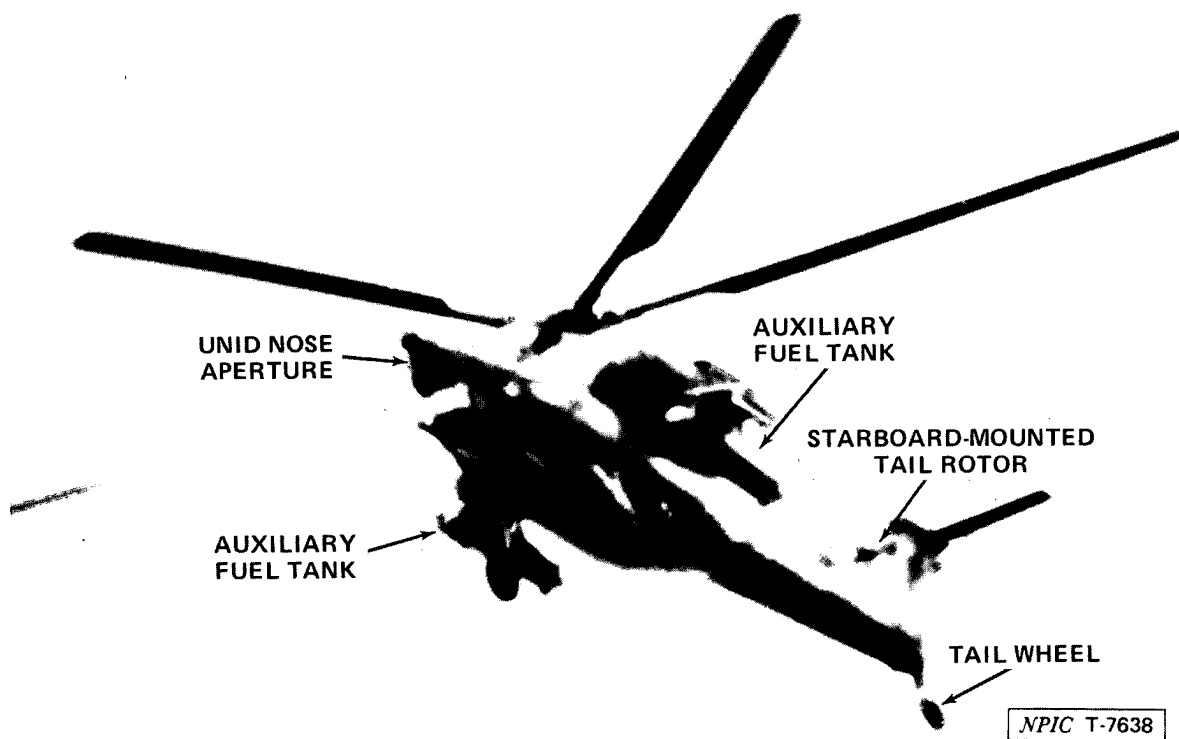 UNID NOSE
APERTURE
AUXILIARY
FUEL TANK
STARBOARD-MOUNTED
TAIL ROTOR
AUXILIARY
FUEL TANK
TAIL WHEEL
NPIC T-7638